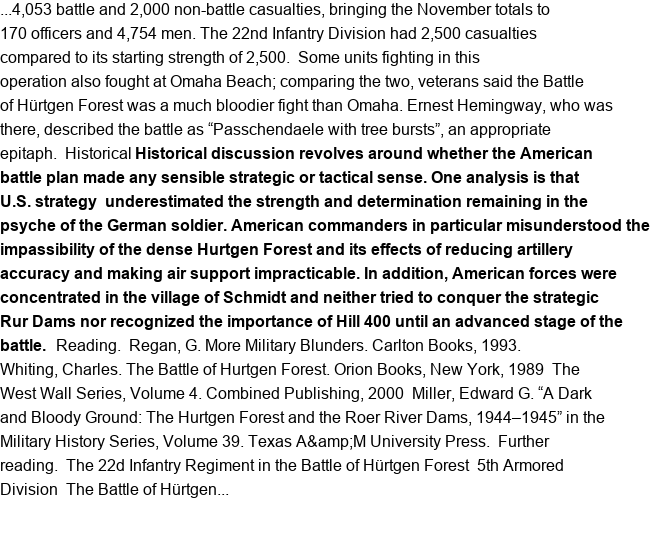 ...4,053 battle and 2,000 non-battle casualties, bringing the November totals to
170 officers and 4,754 men. The 22nd Infantry Division had 2,500 casualties
compared to its starting strength of 2,500.  Some units fighting in this
operation also fought at Omaha Beach; comparing the two, veterans said the Battle
of Hürtgen Forest was a much bloodier fight than Omaha. Ernest Hemingway, who was
there, described the battle as “Passchendaele with tree bursts”, an appropriate
epitaph.  Historical Historical discussion revolves around whether the American
battle plan made any sensible strategic or tactical sense. One analysis is that
U.S. strategy  underestimated the strength and determination remaining in the
psyche of the German soldier. American commanders in particular misunderstood the
impassibility of the dense Hurtgen Forest and its effects of reducing artillery
accuracy and making air support impracticable. In addition, American forces were
concentrated in the village of Schmidt and neither tried to conquer the strategic
Rur Dams nor recognized the importance of Hill 400 until an advanced stage of the
battle.  Reading.  Regan, G. More Military Blunders. Carlton Books, 1993.
Whiting, Charles. The Battle of Hurtgen Forest. Orion Books, New York, 1989  The
West Wall Series, Volume 4. Combined Publishing, 2000  Miller, Edward G. “A Dark
and Bloody Ground: The Hurtgen Forest and the Roer River Dams, 1944–1945” in the
Military History Series, Volume 39. Texas A&amp;M University Press.  Further
reading.  The 22d Infantry Regiment in the Battle of Hürtgen Forest  5th Armored
Division  The Battle of Hürtgen...